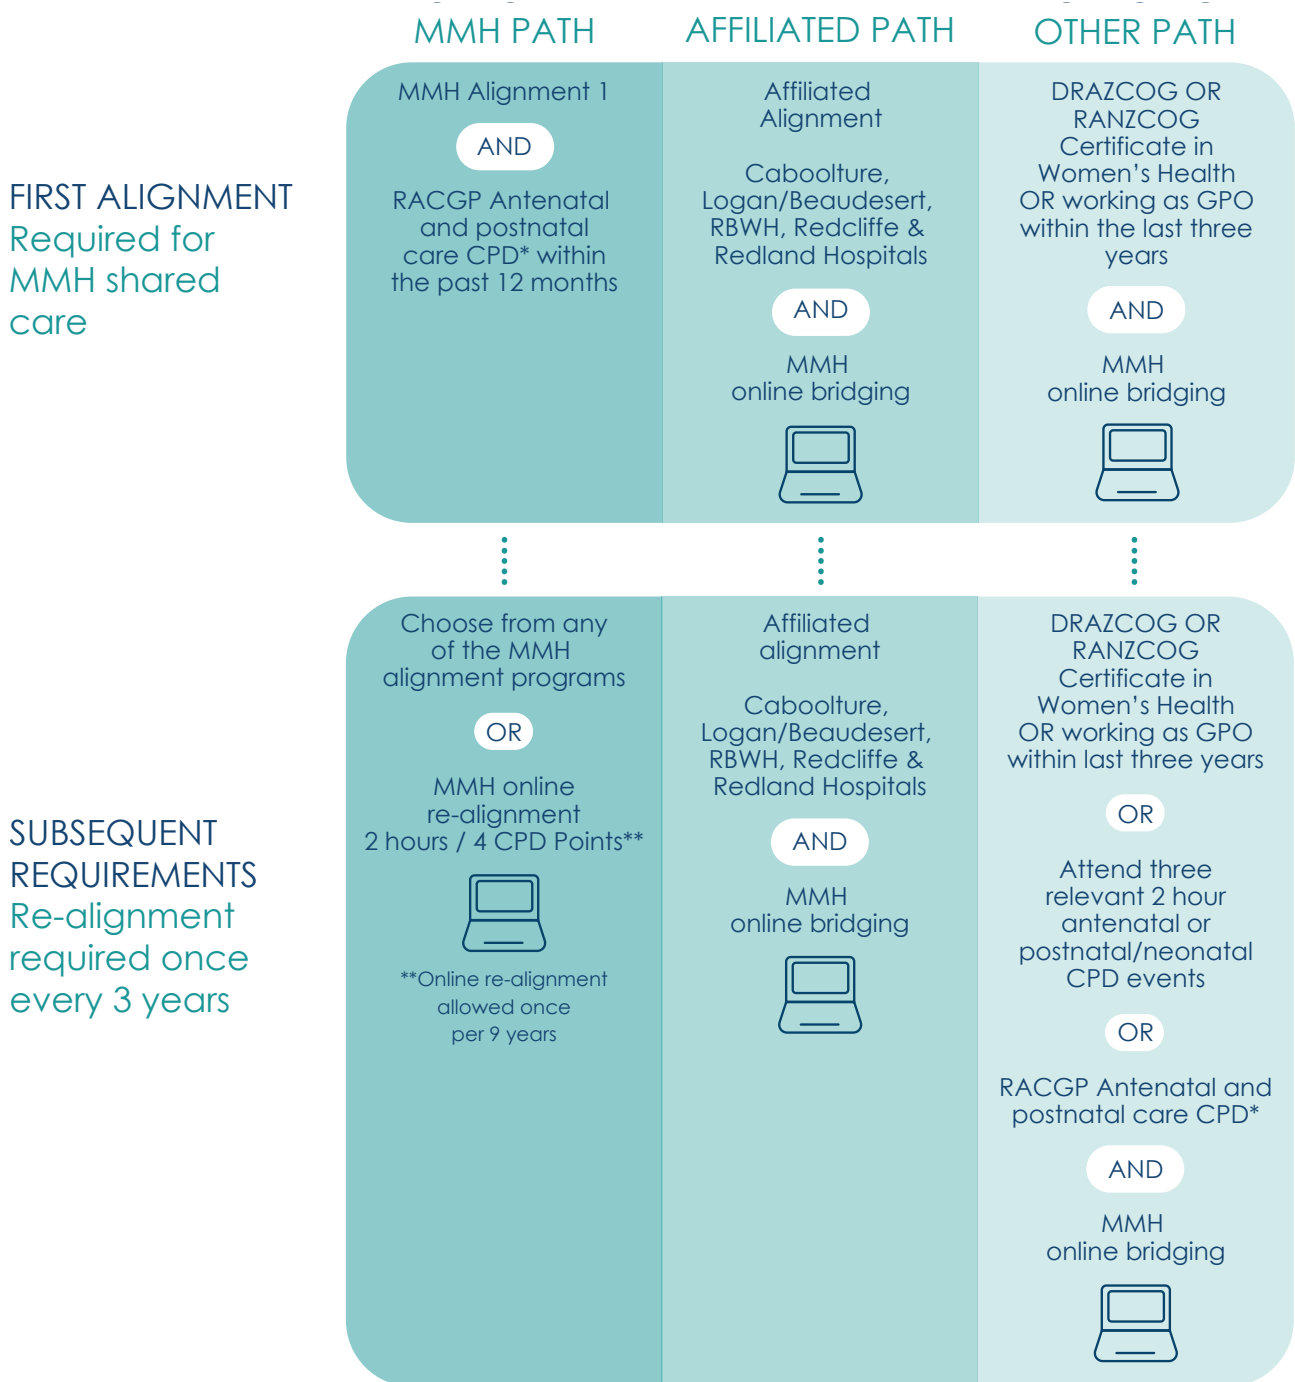 MMH PATH
AFFILIATED PATH
OTHER PATH
FIRST ALIGNMENT
Required for
MMH shared
care
MMH Alignment 1
AND
RACGP Antenatal
and postnatal
care CPD* within
the past 12 months
Affiliated
Alignment
Caboolture,
Logan/Beaudesert,
RBWH, Redcliffe &
Redland Hospitals
AND
MMH
online bridging
DRAZCOG OR
RANZCOG
Certificate in
Women’s Health
OR working as GPO
within the last three
years
AND
MMH
online bridging
SUBSEQUENT
REQUIREMENTS
Re-alignment
required once
every 3 years
Choose from any
of the MMH
alignment programs
OR
MMH online
re-alignment
2 hours / 4 CPD Points**
**Online re-alignment
allowed once
per 9 years
Affiliated
alignment
Caboolture,
Logan/Beaudesert,
RBWH, Redcliffe &
Redland Hospitals
AND
MMH
online bridging
DRAZCOG OR
RANZCOG
Certificate in
Women’s Health
OR working as GPO
within last three years
OR
Attend three
relevant 2 hour
antenatal or
postnatal/neonatal
CPD events
OR
RACGP Antenatal and
postnatal care CPD*
AND
MMH
online bridging